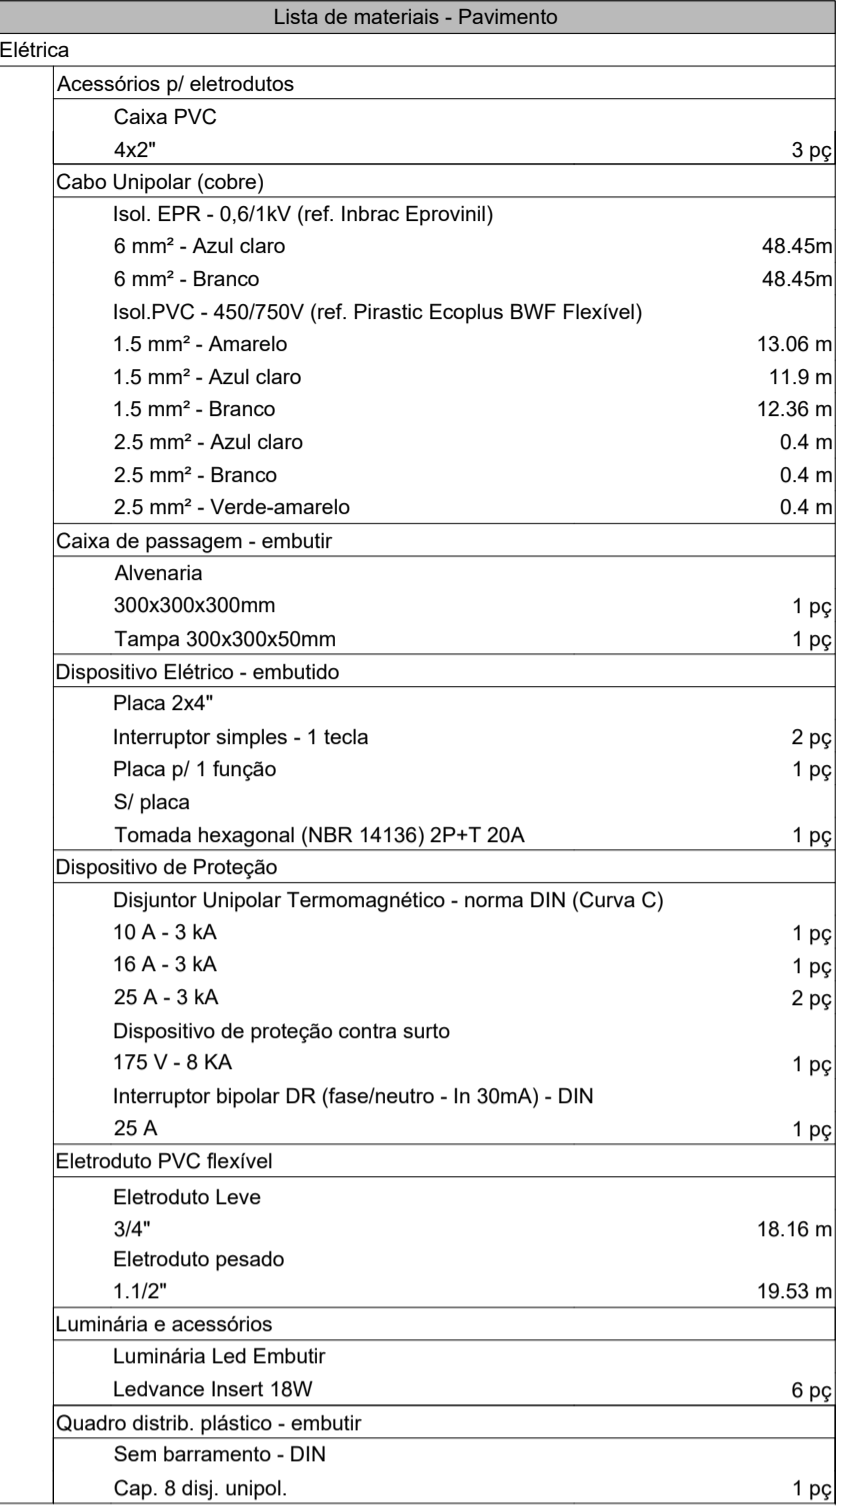 Lista de materiais - Pavimento
Elétrica
Acessórios p/ eletrodutos
Caixa PVC
4x2" 3 pç
Cabo Unipolar (cobre)
Isol. EPR - 0,6/1kV (ref. Inbrac Eprovinil)
6 mm² - Azul claro 48.45m
6 mm² - Branco 48.45m
Isol.PVC - 450/750V (ref. Pirastic Ecoplus BWF Flexível)
1.5 mm² - Amarelo 13.06 m
1.5 mm² - Azul claro 11.9 m
1.5 mm² - Branco 12.36 m
2.5 mm² - Azul claro 0.4 m
2.5 mm² - Branco 0.4 m
2.5 mm² - Verde-amarelo 0.4 m
Caixa de passagem - embutir
Alvenaria
300x300x300mm 1 pç
Tampa 300x300x50mm 1 pç
Dispositivo Elétrico - embutido
Placa 2x4"
Interruptor simples - 1 tecla 2 pç
Placa p/ 1 função 1 pç
S/ placa
Tomada hexagonal (NBR 14136) 2P+T 20A 1 pç
Dispositivo de Proteção
Disjuntor Unipolar Termomagnético - norma DIN (Curva C)
10 A - 3 kA 1 pç
16 A - 3 kA 1 pç
25 A - 3 kA 2 pç
Dispositivo de proteção contra surto
175 V - 8 KA 1 pç
Interruptor bipolar DR (fase/neutro - In 30mA) - DIN
25 A 1 pç
Eletroduto PVC flexível
Eletroduto Leve
3/4" 18.16 m
Eletroduto pesado
1.1/2" 19.53 m
Luminária e acessórios
Luminária Led Embutir
Ledvance Insert 18W 6 pç
Quadro distrib. plástico - embutir
Sem barramento - DIN
Cap. 8 disj. unipol. 1 pç